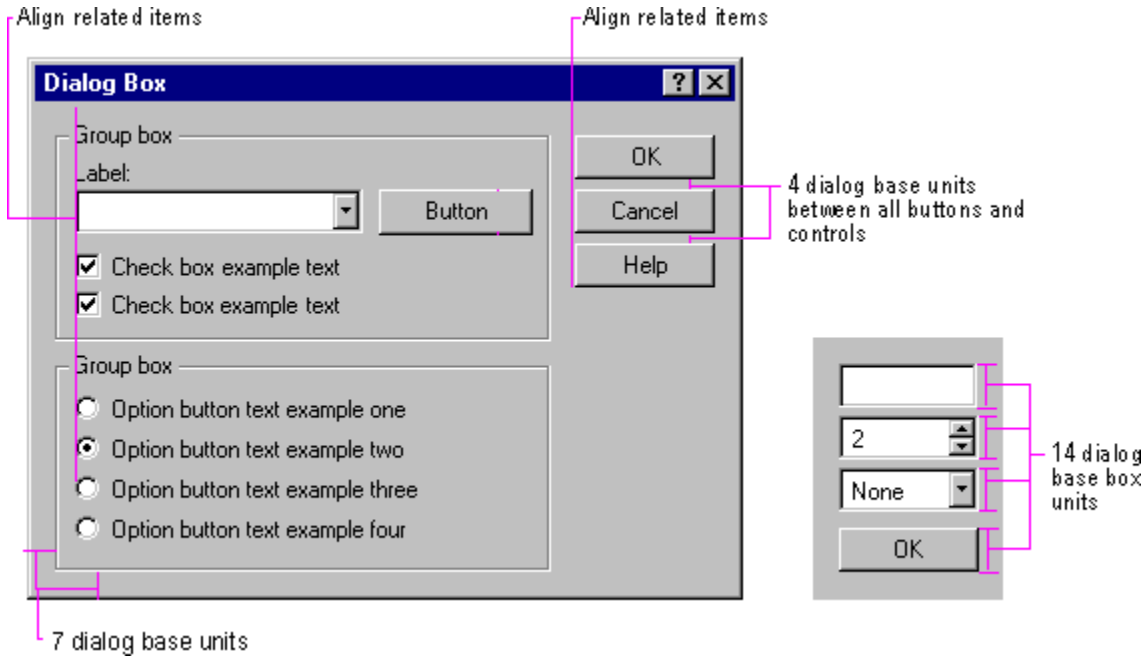 Align related items
Align related items
Dialog Box
?
Group box
Label:
Button
Check box example text
Check box example text
OK
Cancel
Help
4 dialog base units
between all buttons and
controls
Group box
Option button text example one
Option button text example two
Option button text example three
Option button text example four
7 dialog base units
2
None
OK
14 dialog
base box
units